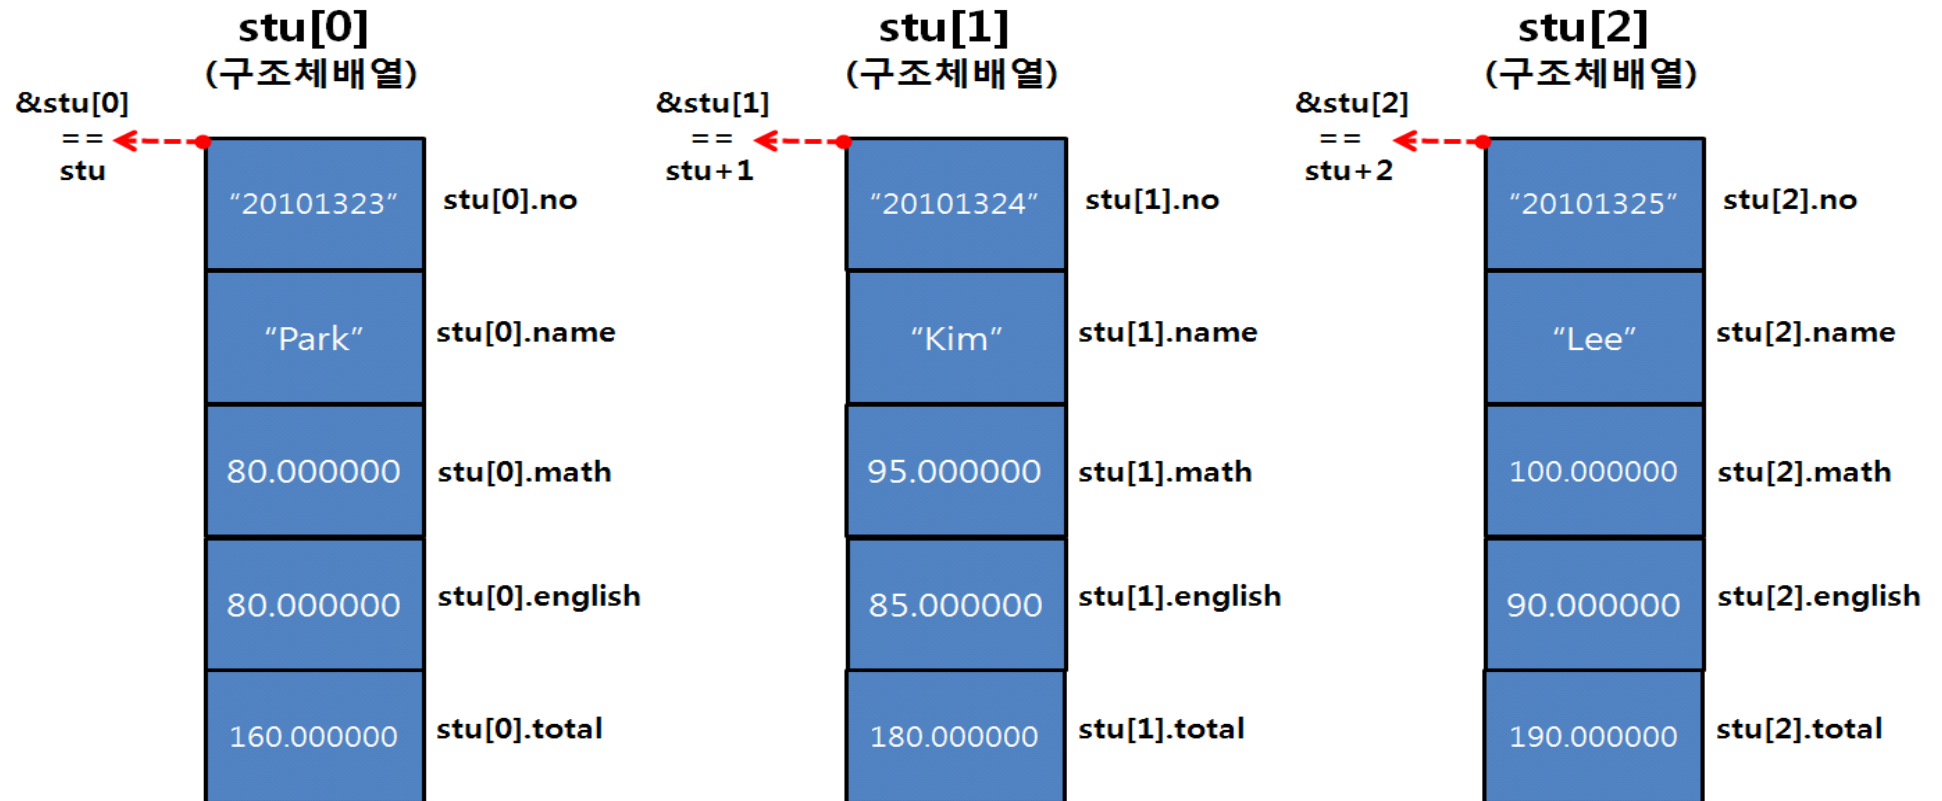 stu[0]
(구조체배열)
&stu[0]
==
stu
"20101323"
stu[0].no
"Park"
stu[0].name
80.000000
stu[0].math
80.000000
stu[0].english
160.000000
stu[0].total
stu[1]
(구조체배열)
&stu[1]
==
stu+1
"20101324"
stu[1].no
"Kim"
stu[1].name
95.000000
stu[1].math
85.000000
stu[1].english
180.000000
stu[1].total
stu[2]
(구조체배열)
&stu[2]
==
stu+2
"20101325"
stu[2].no
"Lee"
stu[2].name
100.000000
stu[2].math
90.000000
stu[2].english
190.000000
stu[2].total